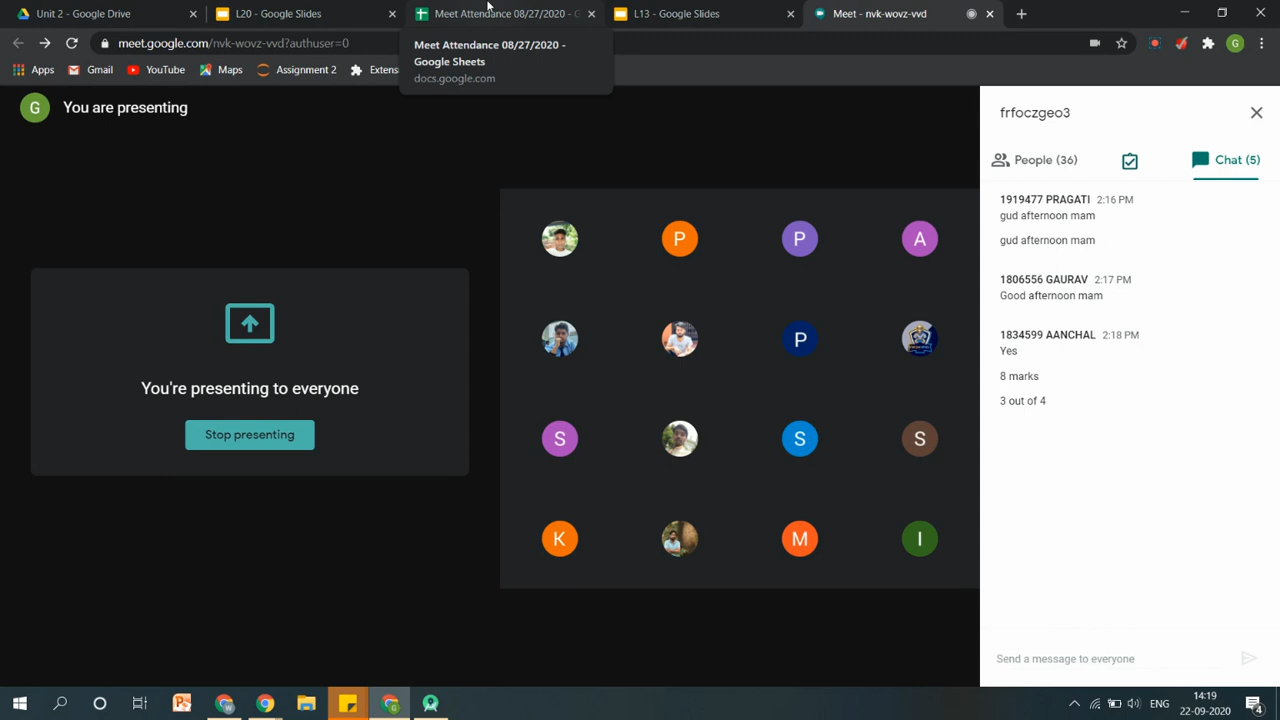 Unit 2 - Google Drive
L20 - Google Slides
Meet Attendance 08/27/2020 - G
L13 - Google Slides
Meet - nvk-wovz-vvd
meet.google.com/nvk-wovz-vvd?authuser=0
G
Meet Attendance 08/27/2020 -
Google Sheets
docs.google.com
Apps
Gmail
YouTube
Maps
Assignment 2
Extens
G
You are presenting
frfoczgeo3
People (36)
Chat (5)
1919477 PRAGATI 2:16 PM
gud afternoon mam
gud afternoon mam
1806556 GAURAV 2:17 PM
Good afternoon mam
1834599 AANCHAL 2:18 PM
Yes
8 marks
3 out of 4
P P A
P
S S S
K M I
You're presenting to everyone
Stop presenting
Send a message to everyone
ENG
14:19
22-09-2020
4